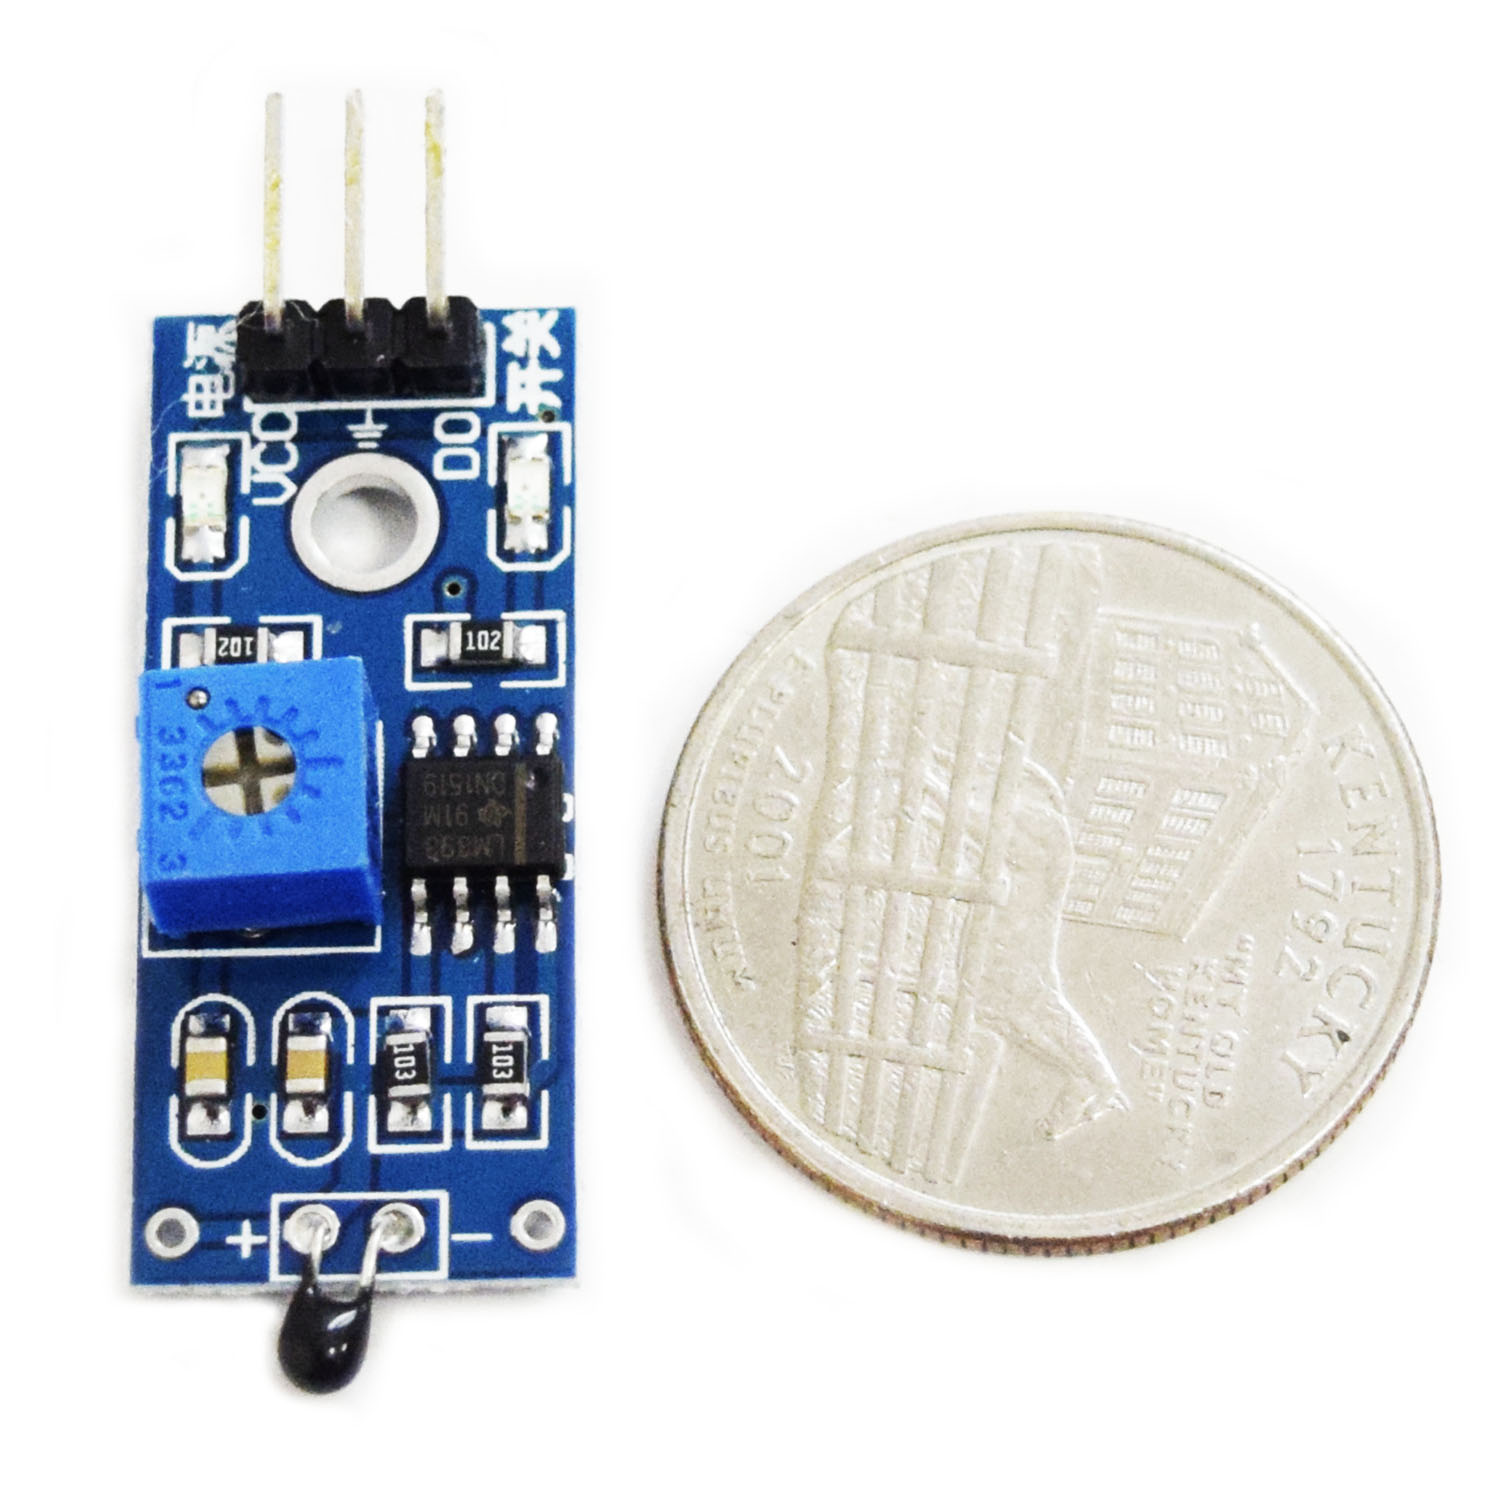 电源
开关
VCC
DO
102
102
1
3362
3
LM393
91M
DN1519
103
103
+
−
KENTUCKY
1792
"MY OLD
KENTUCKY
HOME"
2001
E PLURIBUS UNUM